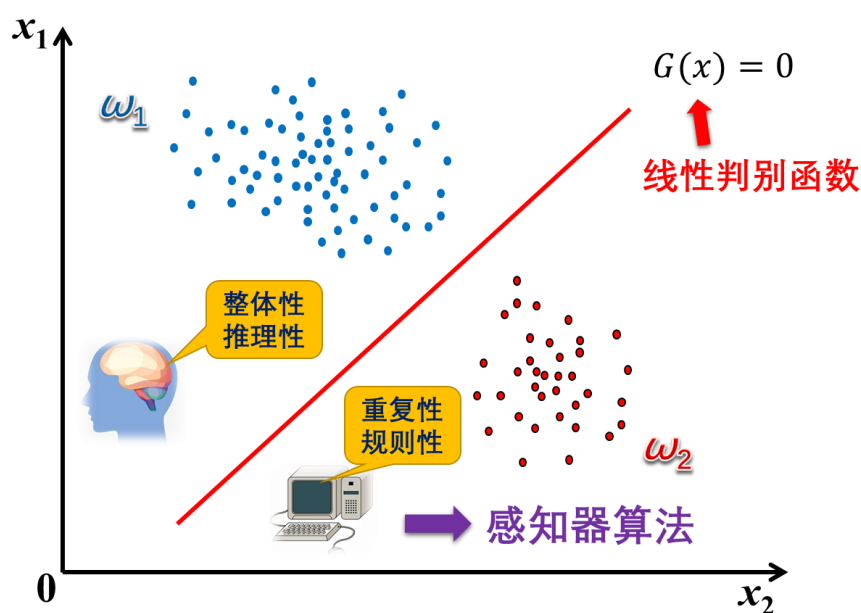 x₁
ω₁
G(x) = 0
线性判别函数
整体性
推理性
重复性
规则性
ω₂
感知器算法
0
x₂